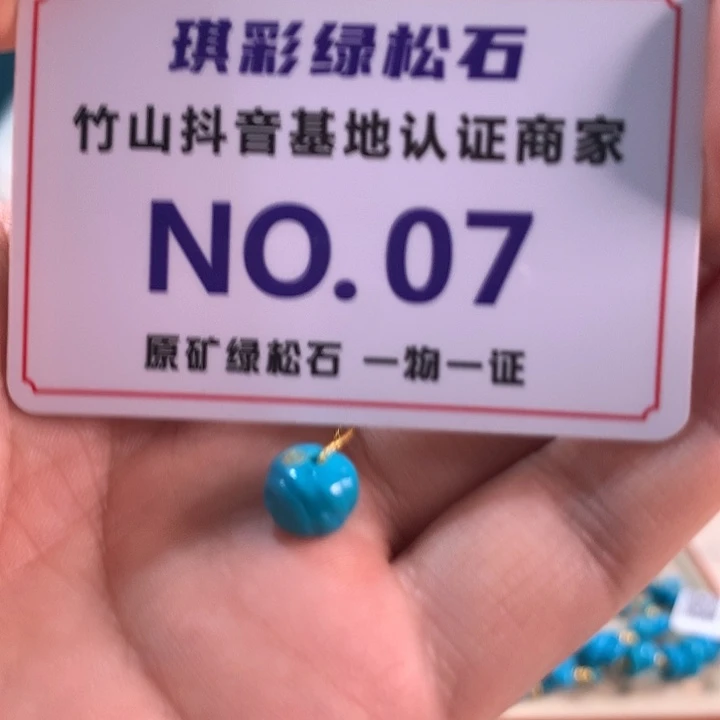 琪彩绿松石
竹山抖音基地认证商家
NO.07
原矿绿松石 一物一证